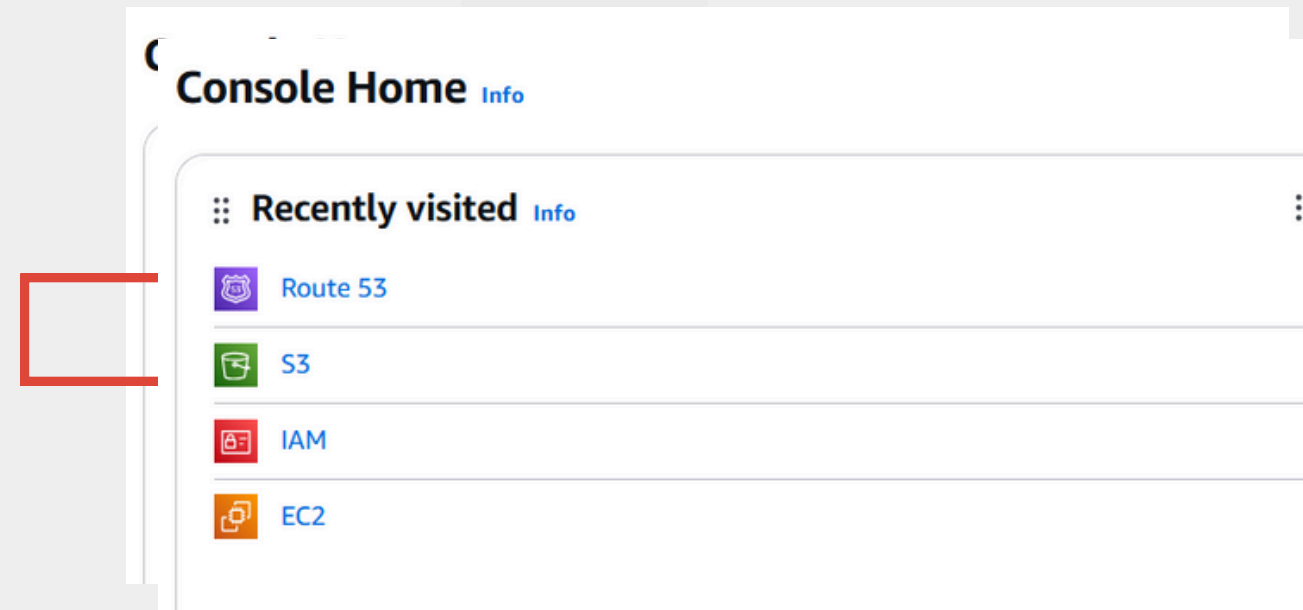 Console Home Info
Recently visited Info
Route 53
S3
IAM
EC2